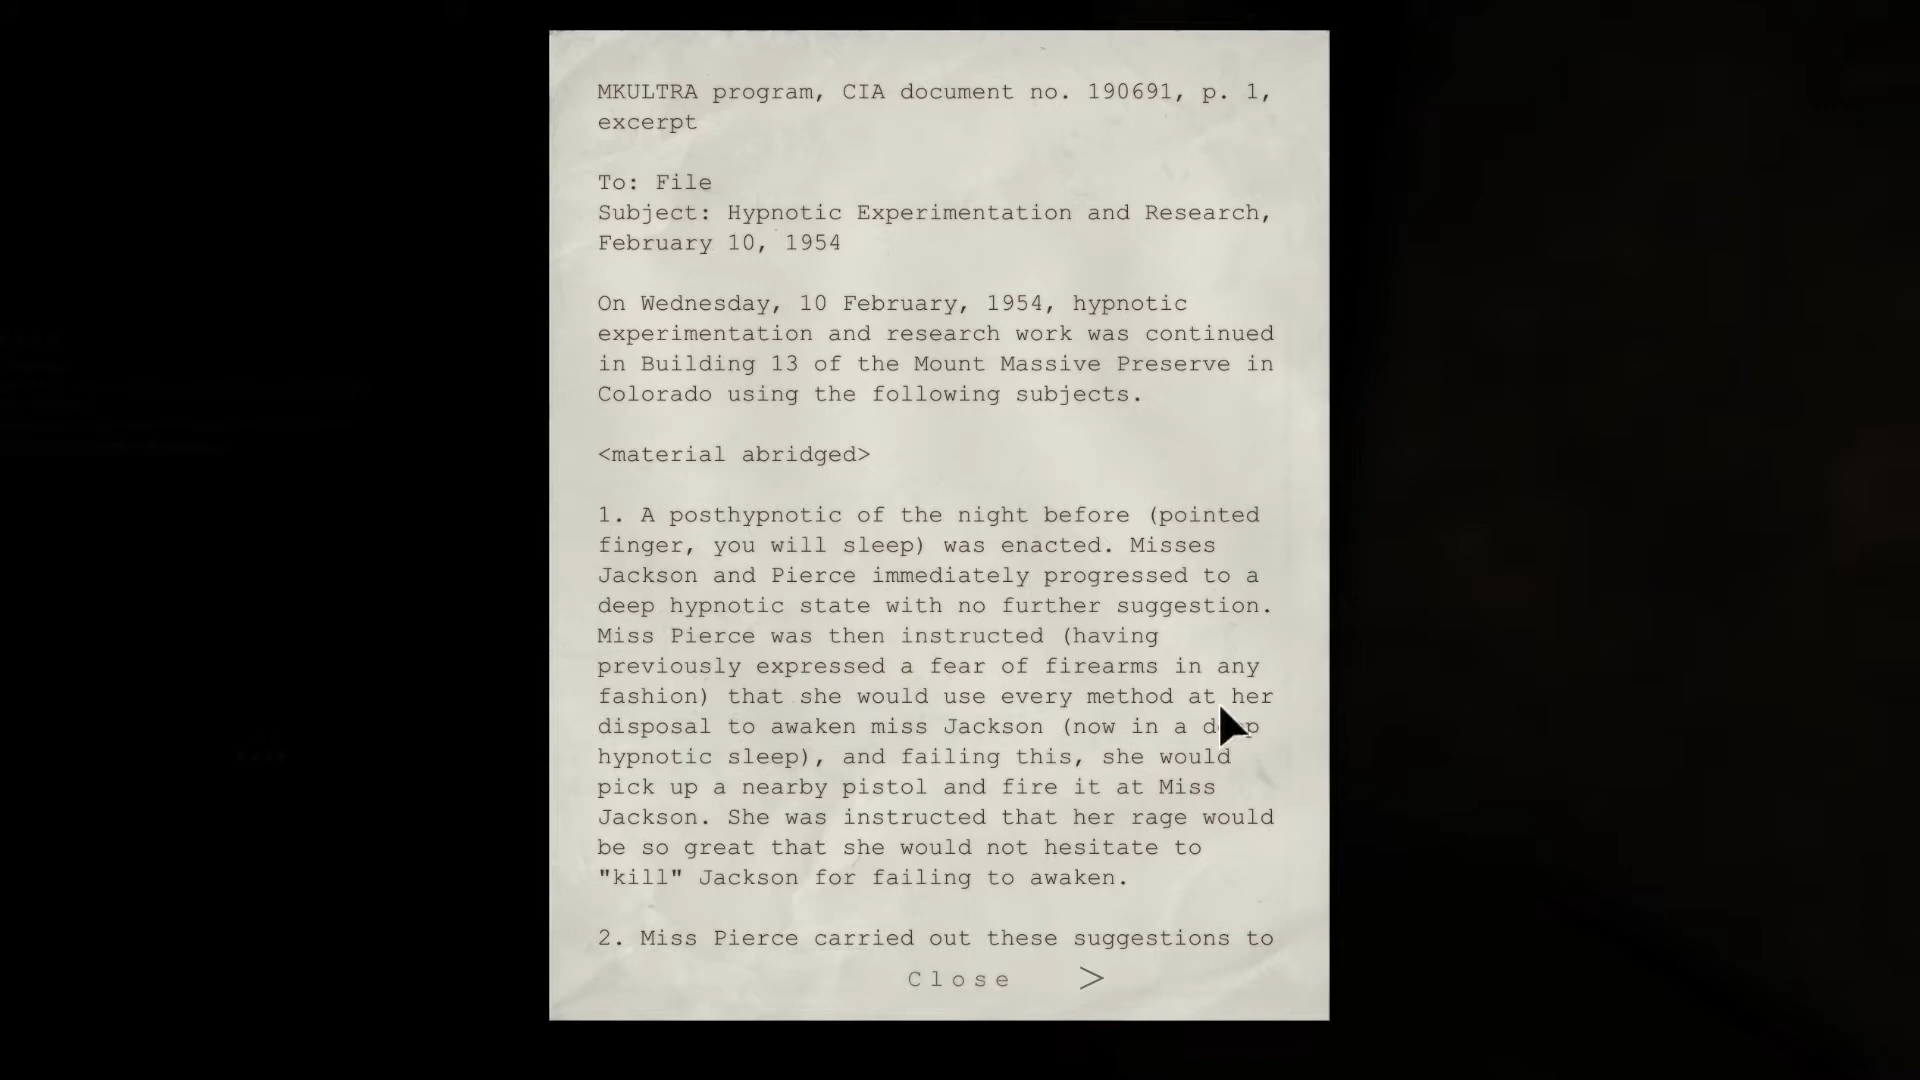 MKULTRA program, CIA document no. 190691, p. 1,
excerpt
To: File
Subject: Hypnotic Experimentation and Research,
February 10, 1954
On Wednesday, 10 February, 1954, hypnotic
experimentation and research work was continued
in Building 13 of the Mount Massive Preserve in
Colorado using the following subjects.
<material abridged>
1. A posthypnotic of the night before (pointed
finger, you will sleep) was enacted. Misses
Jackson and Pierce immediately progressed to a
deep hypnotic state with no further suggestion.
Miss Pierce was then instructed (having
previously expressed a fear of firearms in any
fashion) that she would use every method at her
disposal to awaken miss Jackson (now in a deep
hypnotic sleep), and failing this, she would
pick up a nearby pistol and fire it at Miss
Jackson. She was instructed that her rage would
be so great that she would not hesitate to
"kill" Jackson for failing to awaken.
2. Miss Pierce carried out these suggestions to
Close >